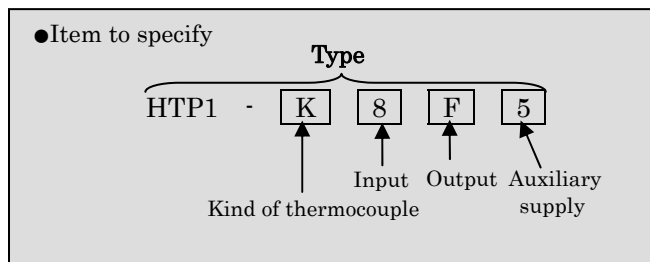 ●Item to specify
Type
HTP1 - K 8 F 5
Input Output Auxiliary supply
Kind of thermocouple